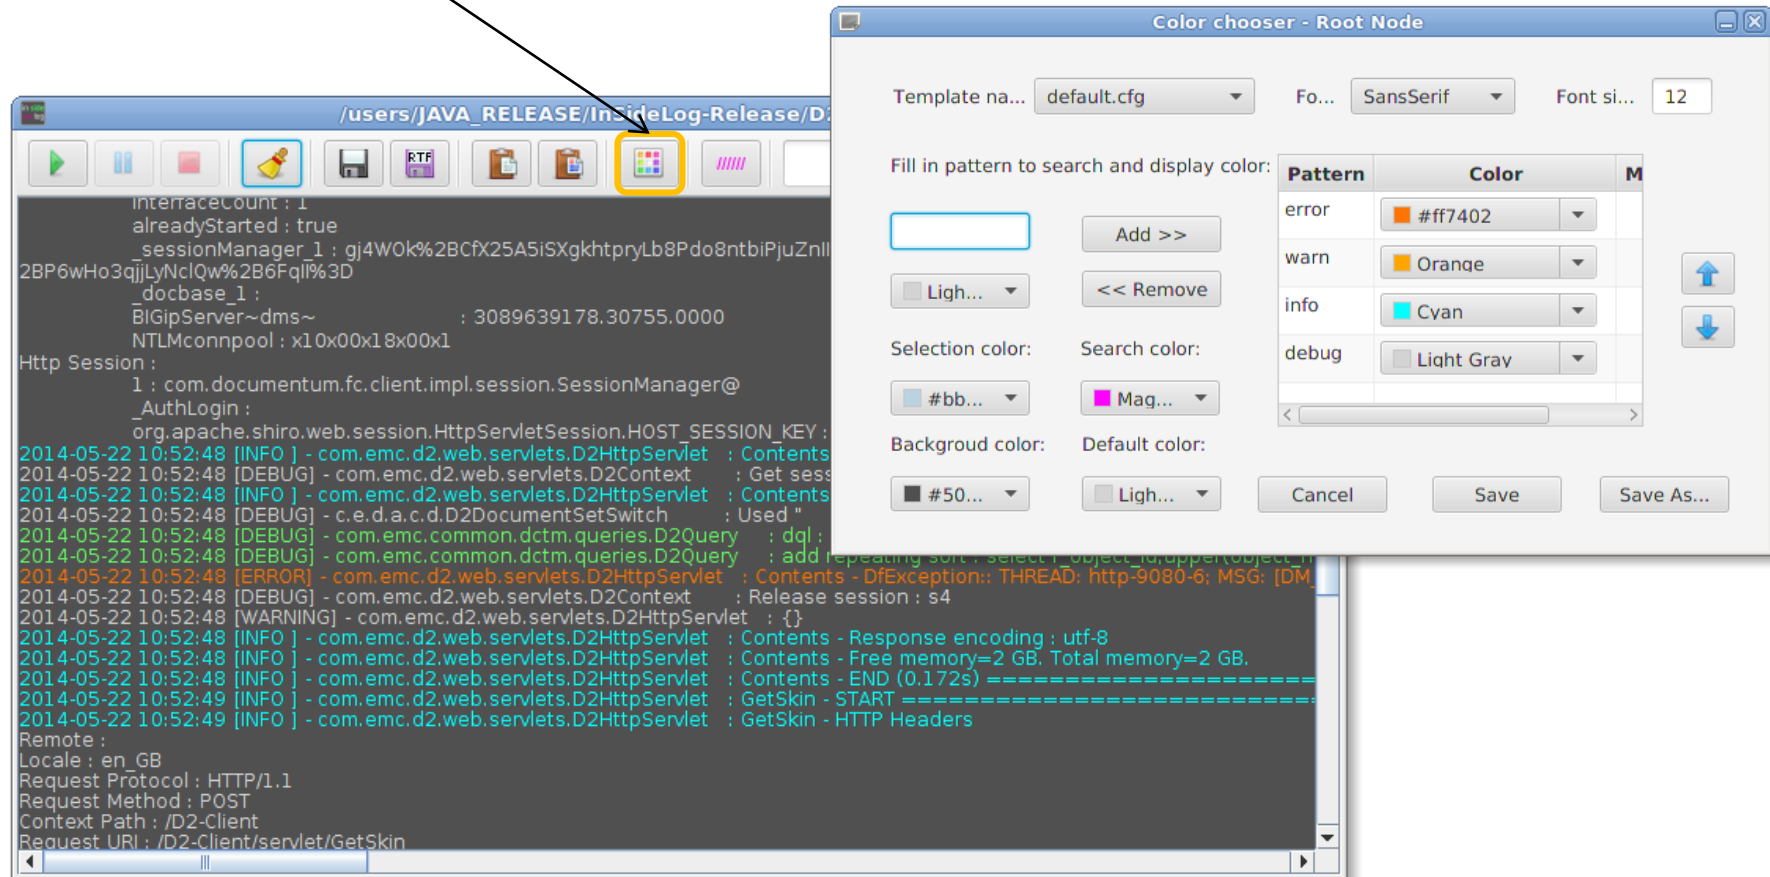 Color chooser - Root Node
Template na... default.cfg Fo... SansSerif Font si... 12
Fill in pattern to search and display color:
Pattern Color M
error #ff7402
warn Orange
info Cyan
debug Light Gray
Add >>
Ligh... << Remove
Selection color: Search color:
#bb... Mag...
Backgroud color: Default color:
#50... Ligh... Cancel Save Save As...
/users/JAVA_RELEASE/InSideLog-Release/D2
RTF
//////
interfaceCount : 1
alreadyStarted : true
_sessionManager_1 : gj4WOk%2BCfX25A5iSXgkhtpryLb8Pdo8ntbiPjuZnII
2BP6wHo3qjjLyNclQw%2B6FqII%3D
_docbase_1 :
BIGipServer~dms~ : 3089639178.30755.0000
NTLMconnpool : x10x00x18x00x1
Http Session :
1 : com.documentum.fc.client.impl.session.SessionManager@
_AuthLogin :
org.apache.shiro.web.session.HttpServletSession.HOST_SESSION_KEY :
2014-05-22 10:52:48 [INFO ] - com.emc.d2.web.servlets.D2HttpServlet : Contents
2014-05-22 10:52:48 [DEBUG] - com.emc.d2.web.servlets.D2Context : Get sess
2014-05-22 10:52:48 [INFO ] - com.emc.d2.web.servlets.D2HttpServlet : Contents
2014-05-22 10:52:48 [DEBUG] - c.e.d.a.c.d.D2DocumentSetSwitch : Used "
2014-05-22 10:52:48 [DEBUG] - com.emc.common.dctm.queries.D2Query : dql :
2014-05-22 10:52:48 [DEBUG] - com.emc.common.dctm.queries.D2Query : add repeating sort : select r_object_id,upper(object_n
2014-05-22 10:52:48 [ERROR] - com.emc.d2.web.servlets.D2HttpServlet : Contents - DfException:: THREAD: http-9080-6; MSG: [DM_
2014-05-22 10:52:48 [DEBUG] - com.emc.d2.web.servlets.D2Context : Release session : s4
2014-05-22 10:52:48 [WARNING] - com.emc.d2.web.servlets.D2HttpServlet : {}
2014-05-22 10:52:48 [INFO ] - com.emc.d2.web.servlets.D2HttpServlet : Contents - Response encoding : utf-8
2014-05-22 10:52:48 [INFO ] - com.emc.d2.web.servlets.D2HttpServlet : Contents - Free memory=2 GB. Total memory=2 GB.
2014-05-22 10:52:48 [INFO ] - com.emc.d2.web.servlets.D2HttpServlet : Contents - END (0.172s) =====================
2014-05-22 10:52:49 [INFO ] - com.emc.d2.web.servlets.D2HttpServlet : GetSkin - START ==========================
2014-05-22 10:52:49 [INFO ] - com.emc.d2.web.servlets.D2HttpServlet : GetSkin - HTTP Headers
Remote :
Locale : en_GB
Request Protocol : HTTP/1.1
Request Method : POST
Context Path : /D2-Client
Request URI : /D2-Client/servlet/GetSkin